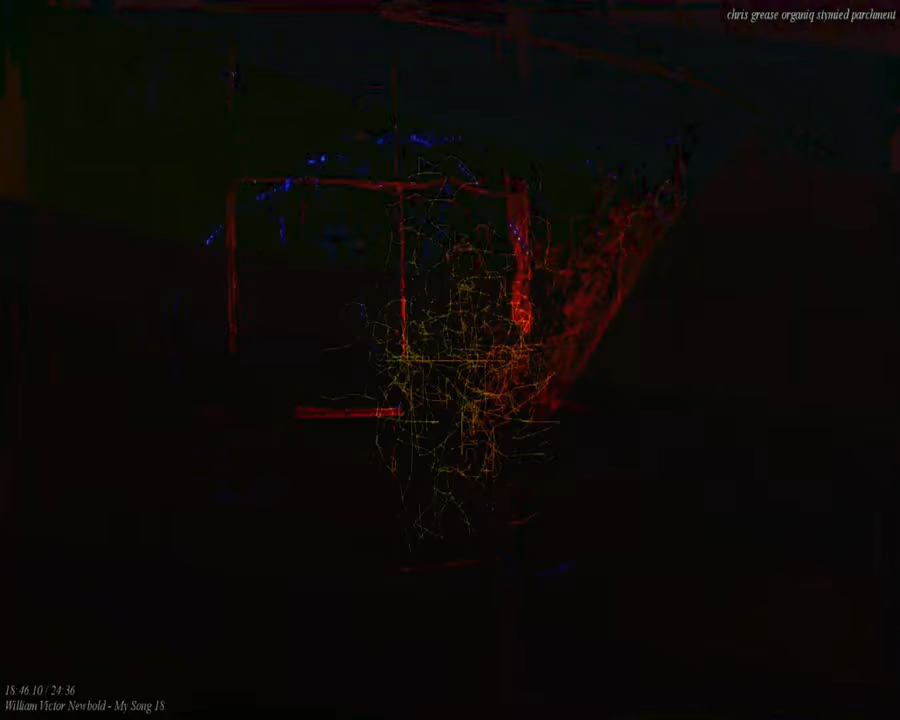 chris grease organiq stymied parchment
18:46.10 / 24:36
William Victor Newbold - My Song 18